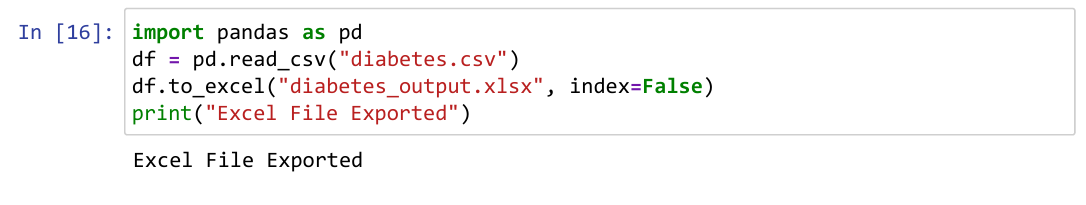 In [16]: import pandas as pd
df = pd.read_csv("diabetes.csv")
df.to_excel("diabetes_output.xlsx", index=False)
print("Excel File Exported")
Excel File Exported